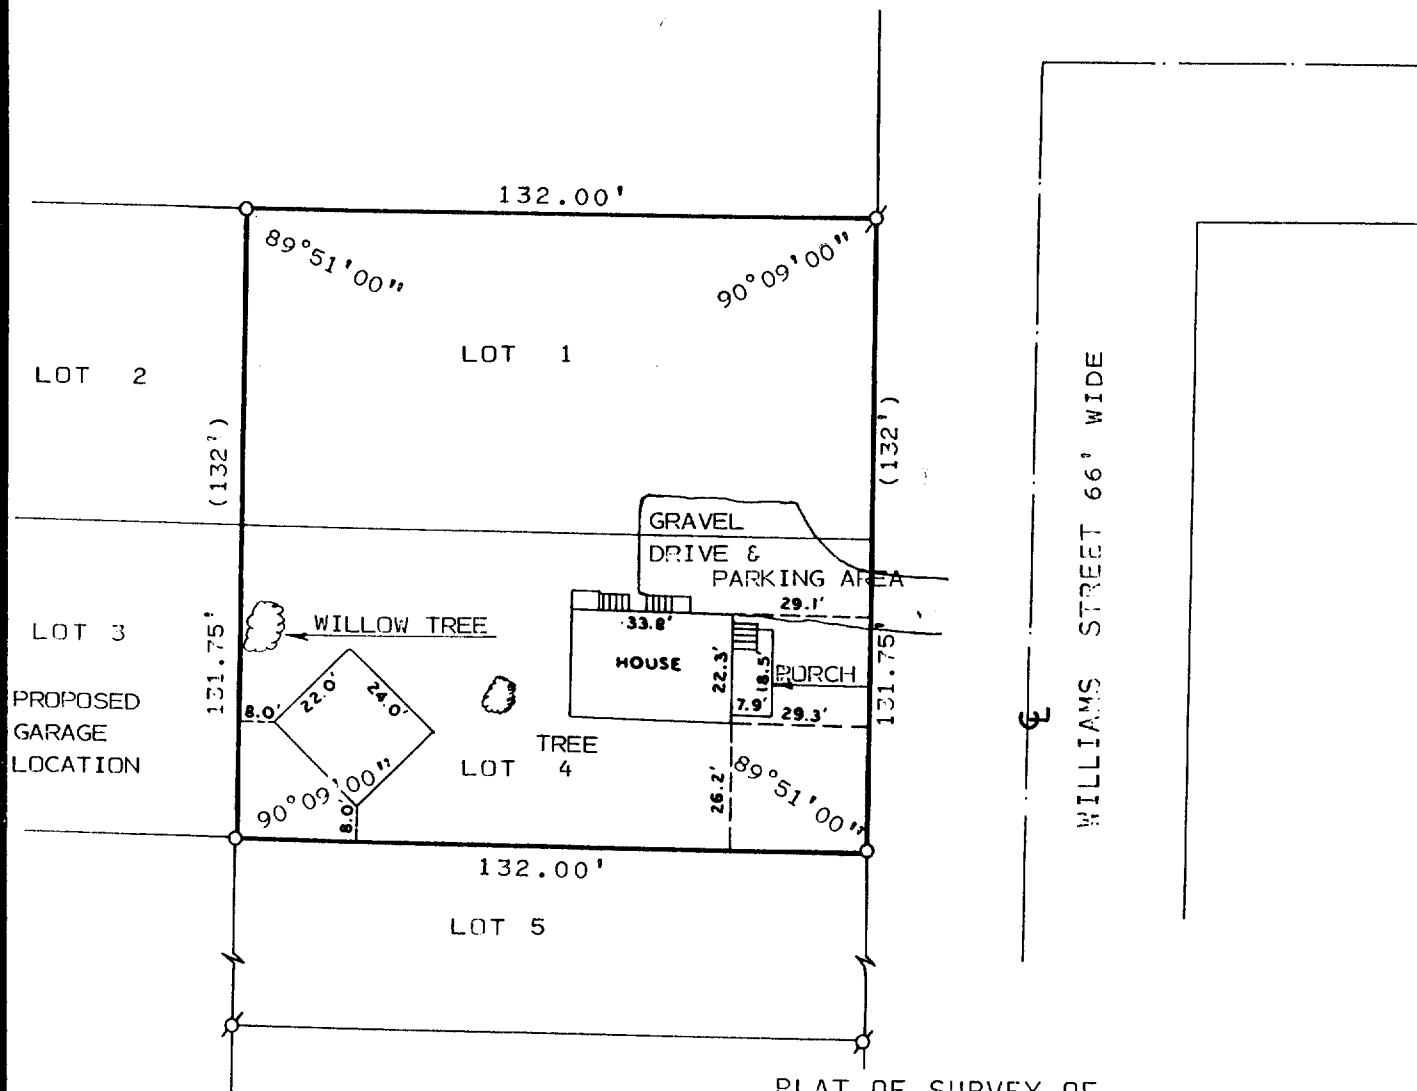 132.00'
89°51'00"
90°09'00"
LOT 1
LOT 2
(132')
(132')
WILLIAMS STREET 66' WIDE
GRAVEL
DRIVE &
PARKING AREA
29.1'
33.8'
WILLOW TREE
LOT 3
131.75'
131.75'
HOUSE
22.3'
18.5'
PORCH
7.9'
29.3'
PROPOSED
GARAGE
LOCATION
8.0'
22.0'
24.0'
TREE
LOT 4
90°09'00"
8.0'
26.2'
89°51'00"
132.00'
LOT 5
PLAT OF SURVEY OF